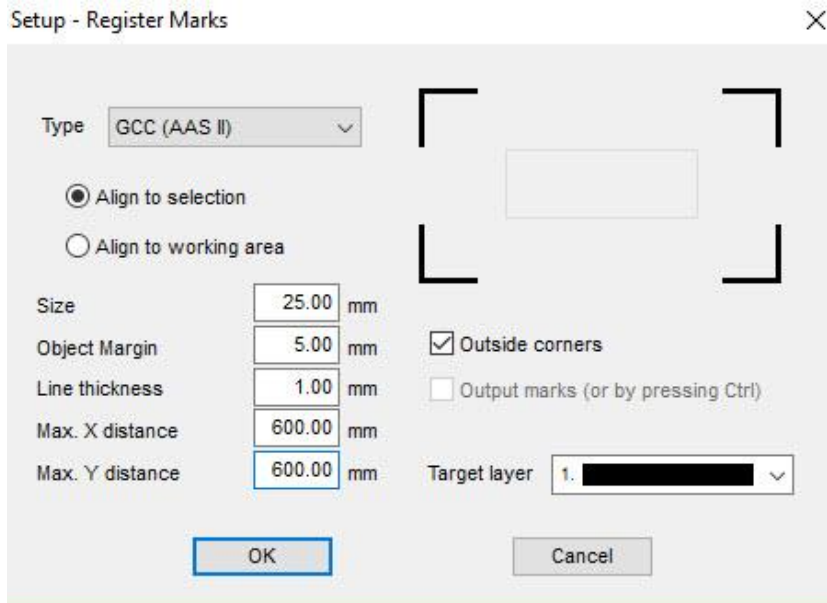 Setup - Register Marks
Type GCC (AAS II)
Align to selection
Align to working area
Size 25.00 mm
Object Margin 5.00 mm
Line thickness 1.00 mm
Max. X distance 600.00 mm
Max. Y distance 600.00 mm
Outside corners
Output marks (or by pressing Ctrl)
Target layer 1.
OK Cancel